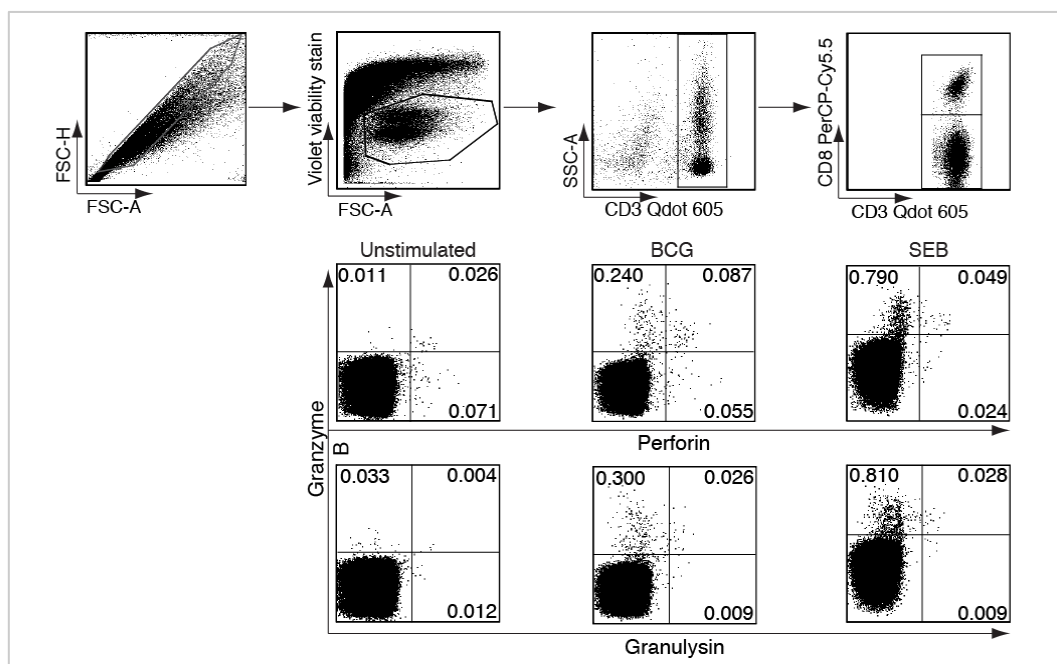 FSC-H
FSC-A
Violet viability stain
FSC-A
SSC-A
CD3 Qdot 605
CD8 PerCP-Cy5.5
CD3 Qdot 605
Unstimulated
BCG
SEB
0.011 0.026
0.071
0.240 0.087
0.055
0.790 0.049
0.024
Perforin
Granzyme
B
0.033 0.004
0.012
0.300 0.026
0.009
0.810 0.028
0.009
Granulysin